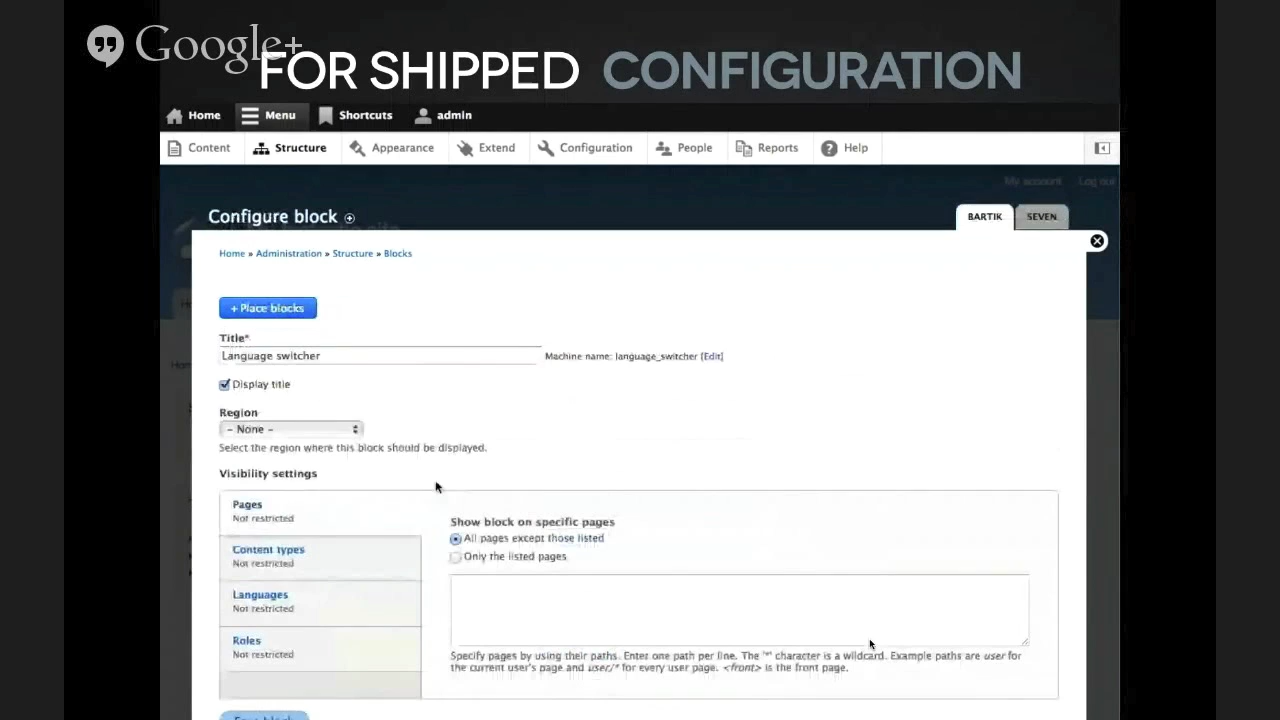 Google+
FOR SHIPPED CONFIGURATION
Home Menu Shortcuts admin
Content Structure Appearance Extend Configuration People Reports Help
My account Log out
Configure block
BARTIK SEVEN
Home » Administration » Structure » Blocks
+ Place blocks
Title*
Language switcher Machine name: language_switcher [Edit]
Display title
Region
- None -
Select the region where this block should be displayed.
Visibility settings
Pages
Not restricted
Content types
Not restricted
Languages
Not restricted
Roles
Not restricted
Show block on specific pages
All pages except those listed
Only the listed pages
Specify pages by using their paths. Enter one path per line. The '*' character is a wildcard. Example paths are user for
the current user's page and user/* for every user page. <front> is the front page.